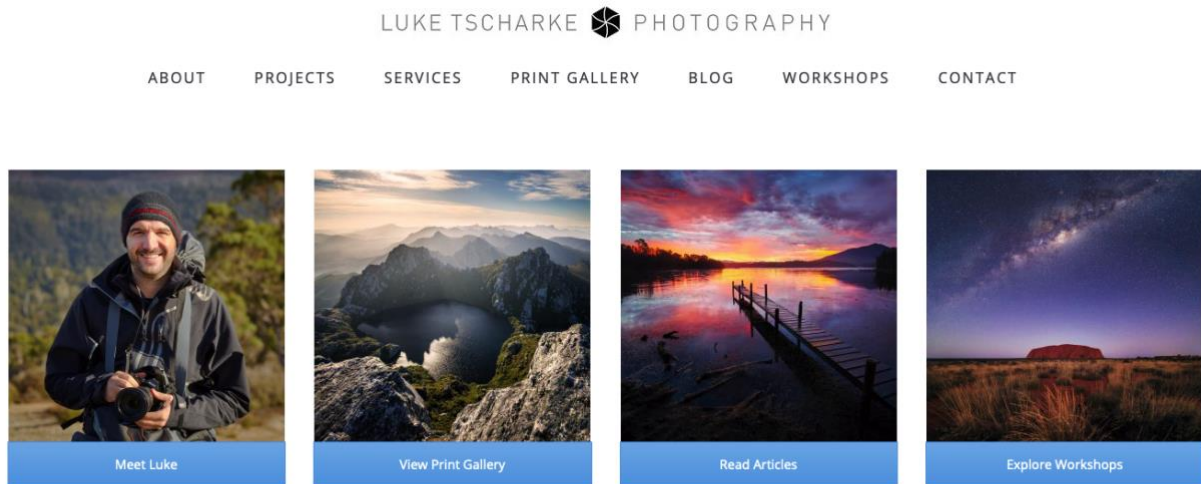 LUKE TSCHARKE PHOTOGRAPHY
ABOUT PROJECTS SERVICES PRINT GALLERY BLOG WORKSHOPS CONTACT
Meet Luke View Print Gallery Read Articles Explore Workshops